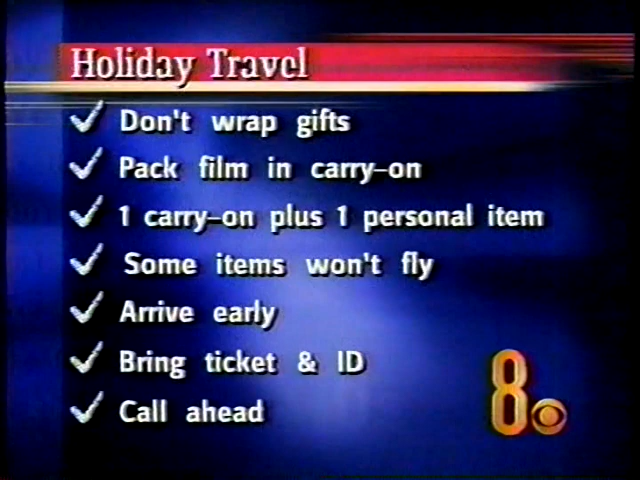 Holiday Travel
Don't wrap gifts
Pack film in carry-on
1 carry-on plus 1 personal item
Some items won't fly
Arrive early
Bring ticket & ID
Call ahead
8